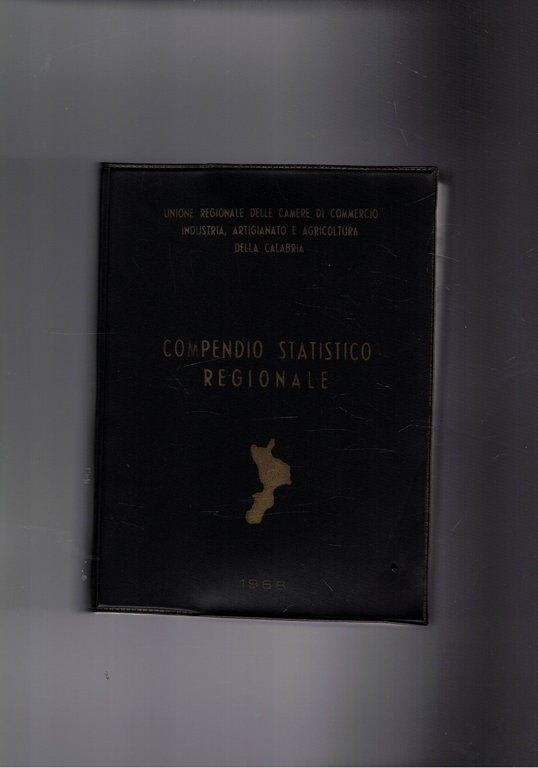 UNIONE REGIONALE DELLE CAMERE DI COMMERCIO
INDUSTRIA, ARTIGIANATO E AGRICOLTURA
DELLA CALABRIA
COMPENDIO STATISTICO
REGIONALE